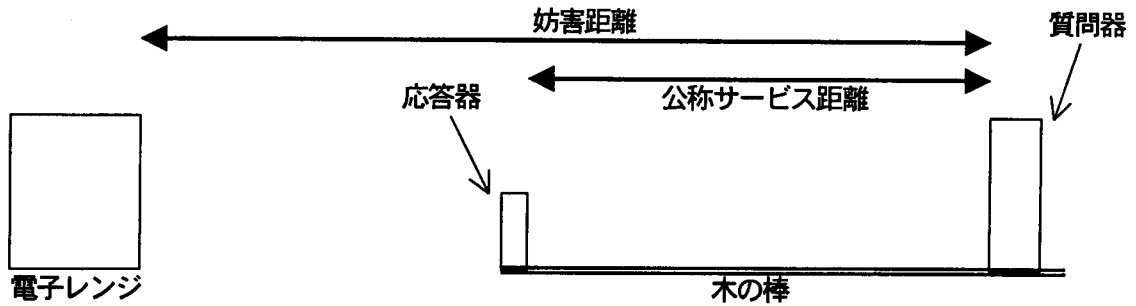 妨害距離
質問器
応答器
公称サービス距離
電子レンジ
木の棒